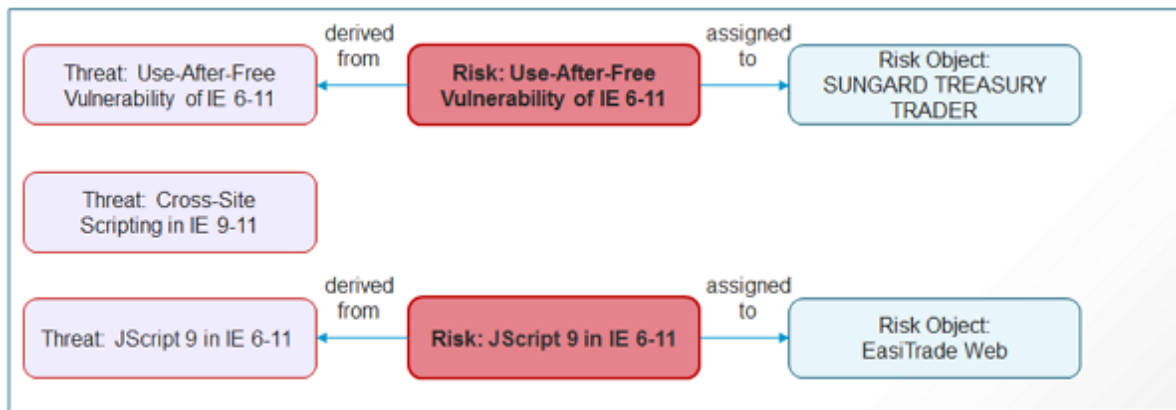 derived
from
assigned
to
Threat: Use-After-Free
Vulnerability of IE 6-11
Risk: Use-After-Free
Vulnerability of IE 6-11
Risk Object:
SUNGARD TREASURY
TRADER
Threat: Cross-Site
Scripting in IE 9-11
derived
from
assigned
to
Threat: JScript 9 in IE 6-11
Risk: JScript 9 in IE 6-11
Risk Object:
EasiTrade Web